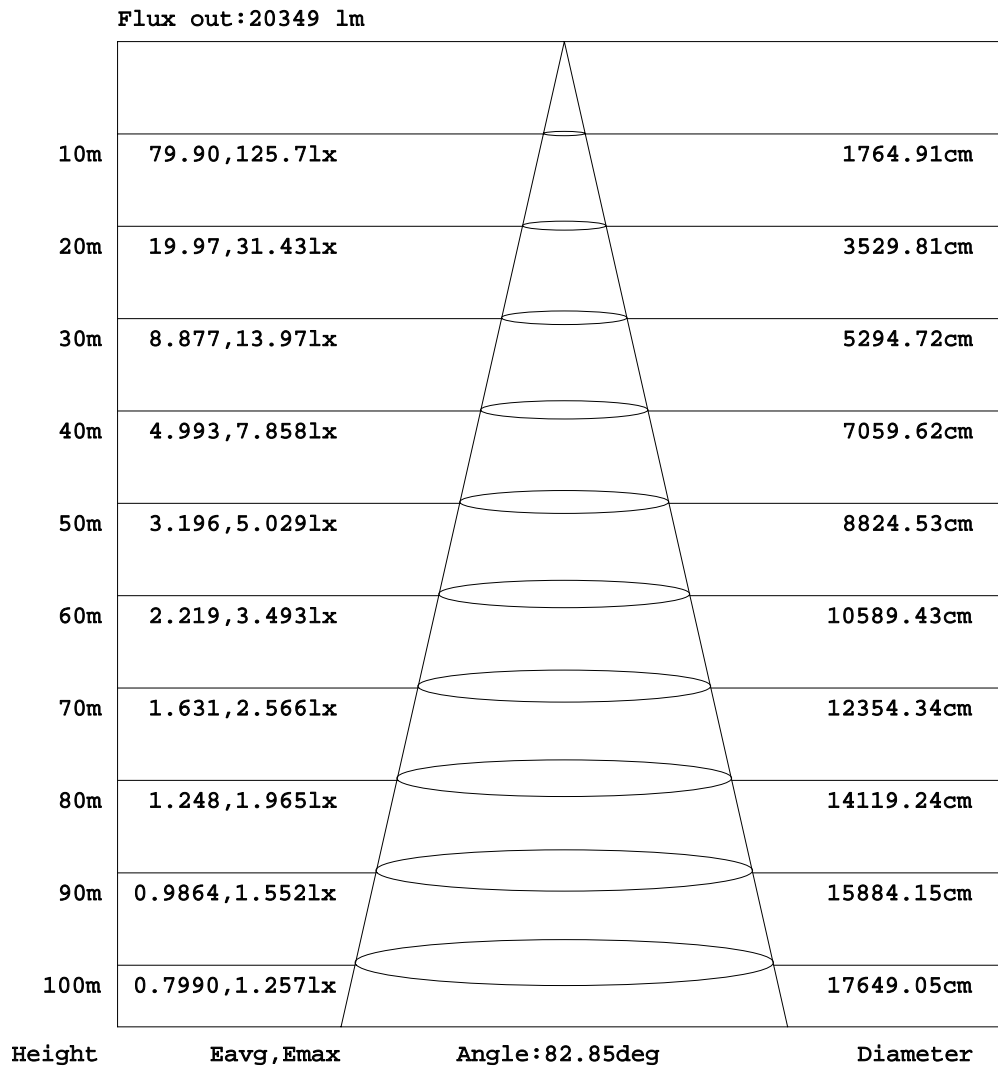 Flux out:20349 lm
10m 79.90,125.7lx 1764.91cm
20m 19.97,31.43lx 3529.81cm
30m 8.877,13.97lx 5294.72cm
40m 4.993,7.858lx 7059.62cm
50m 3.196,5.029lx 8824.53cm
60m 2.219,3.493lx 10589.43cm
70m 1.631,2.566lx 12354.34cm
80m 1.248,1.965lx 14119.24cm
90m 0.9864,1.552lx 15884.15cm
100m 0.7990,1.257lx 17649.05cm
Height Eavg,Emax Angle:82.85deg Diameter